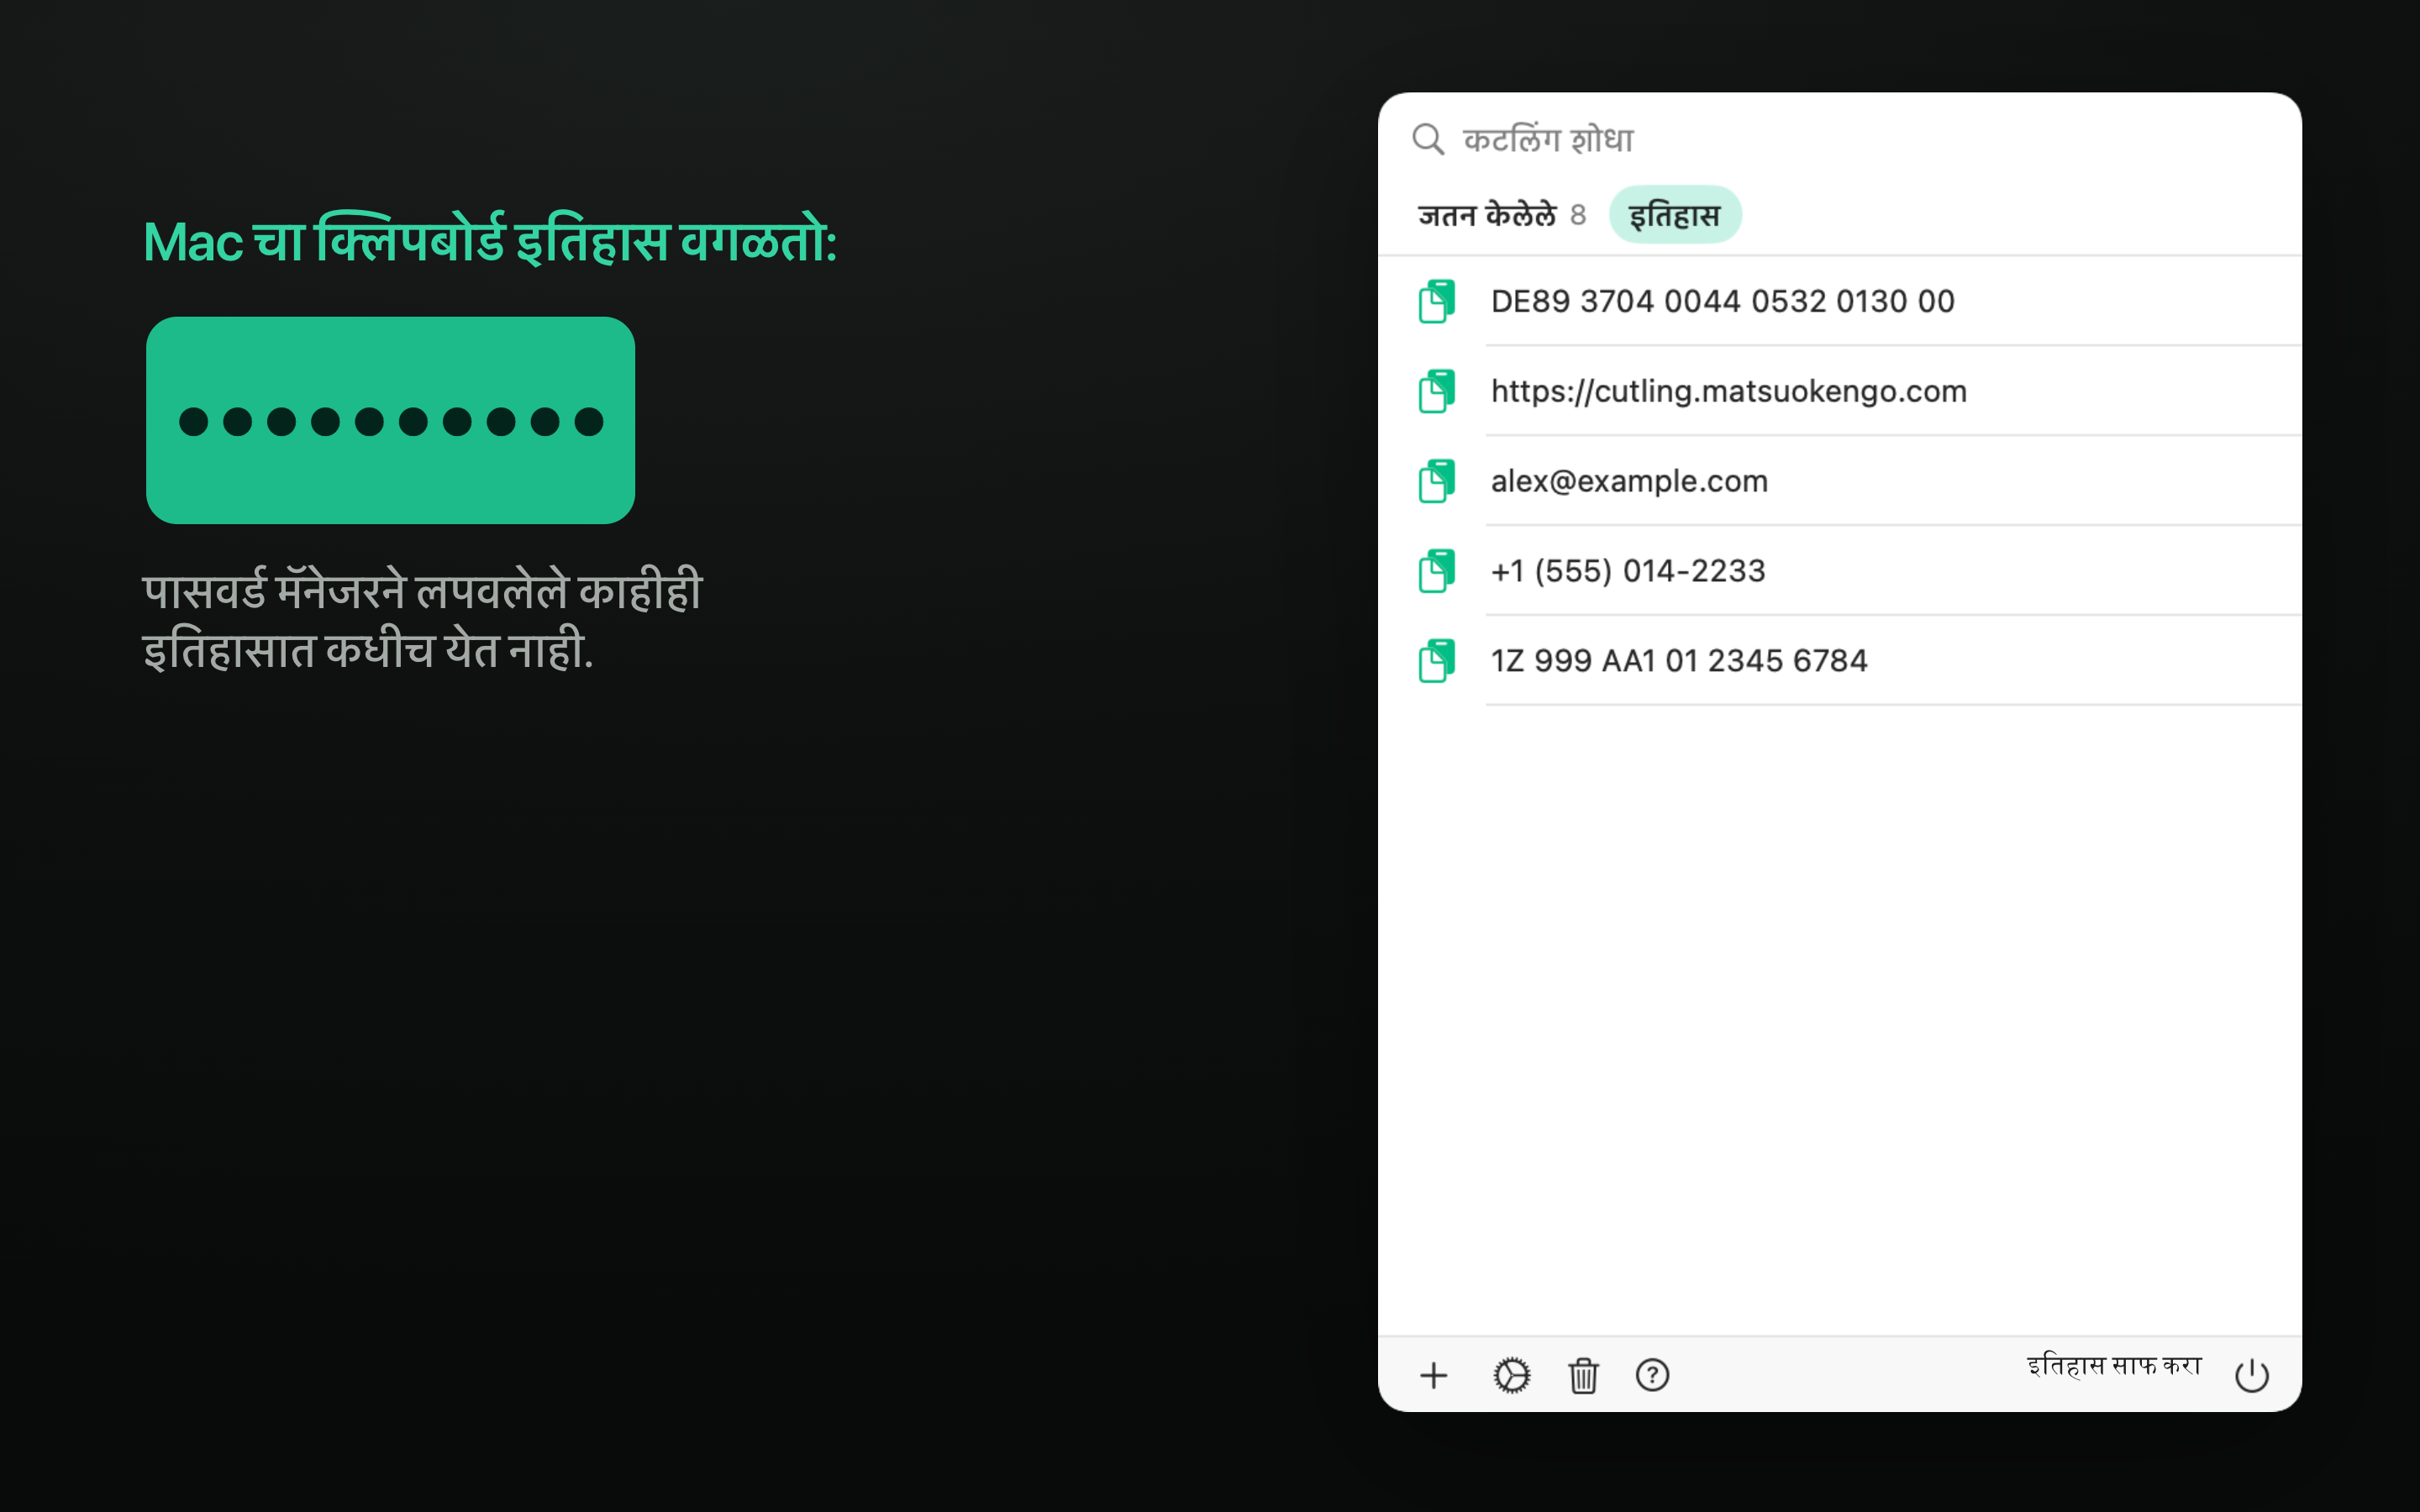 Mac चा क्लिपबोर्ड इतिहास वगळतो:
●●●●●●●●●●
पासवर्ड मॅनेजरने लपवलेले काहीही
इतिहासात कधीच येत नाही.
कटलिंग शोधा
जतन केलेले 8 इतिहास
DE89 3704 0044 0532 0130 00
https://cutling.matsuokengo.com
alex@example.com
+1 (555) 014-2233
1Z 999 AA1 01 2345 6784
इतिहास साफ करा